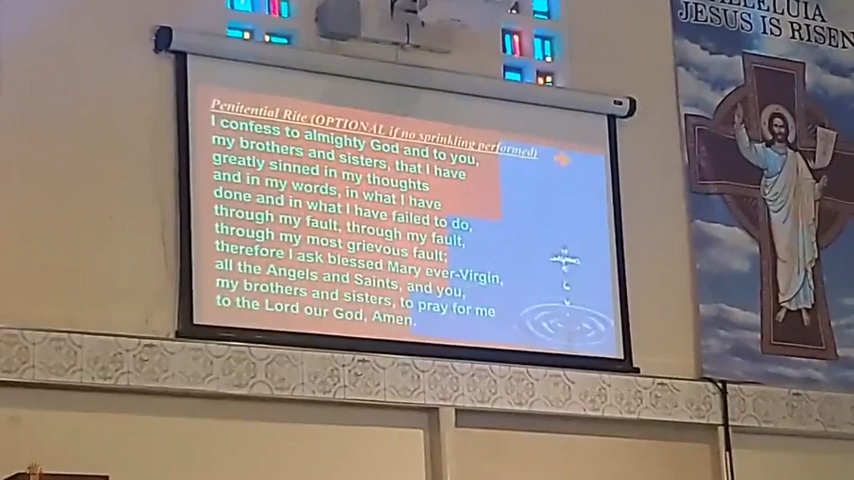 Penitential Rite (OPTIONAL if no sprinkling performed)
I confess to almighty God and to you,
my brothers and sisters, that I have
greatly sinned in my thoughts
and in my words, in what I have
done and in what I have failed to do,
through my fault, through my fault,
through my most grievous fault;
therefore I ask blessed Mary ever-Virgin,
all the Angels and Saints, and you,
my brothers and sisters, to pray for me
to the Lord our God, Amen.
JESUS IS RISEN